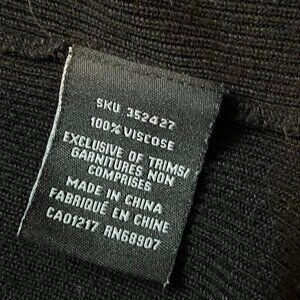 SKU 352427
100% VISCOSE
EXCLUSIVE OF TRIMS/
GARNITURES NON
COMPRISES
MADE IN CHINA
FABRIQUÉ EN CHINE
CA01217 RN68907